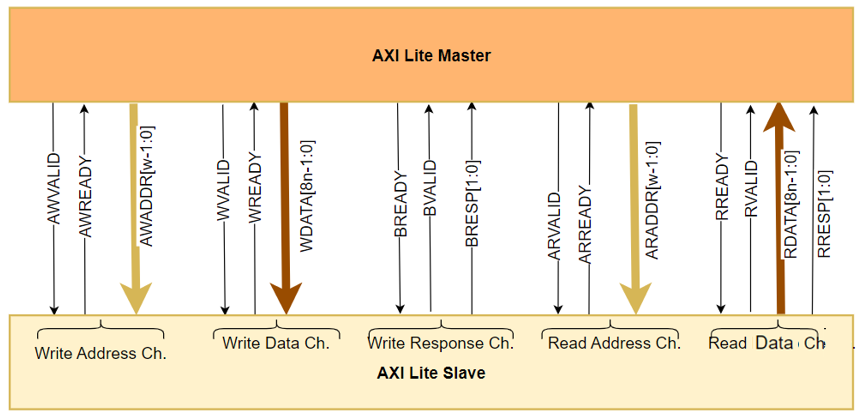 AXI Lite Master
AWVALID
AWREADY
AWADDR[w-1:0]
WVALID
WREADY
WDATA[8n-1:0]
BREADY
BVALID
BRESP[1:0]
ARVALID
ARREADY
ARADDR[w-1:0]
RREADY
RVALID
RDATA[8n-1:0]
RRESP[1:0]
Write Address Ch.
Write Data Ch.
Write Response Ch.
Read Address Ch.
Read Data Ch.
AXI Lite Slave